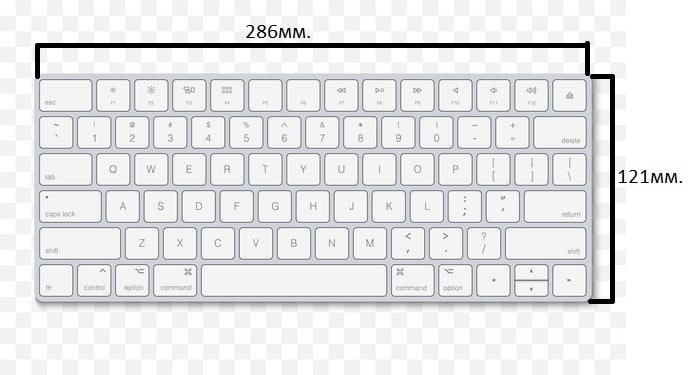 286мм.
esc F1 F2 F3 F4 F5 F6 F7 F8 F9 F10 F11 F12
~ ! @ # $ % ^ & * ( ) _ +
` 1 2 3 4 5 6 7 8 9 0 - = delete
121мм.
tab Q W E R T Y U I O P { } |
[ ] \
caps lock A S D F G H J K L : " return
; '
shift Z X C V B N M < > ? shift
, . /
fn control option command command option